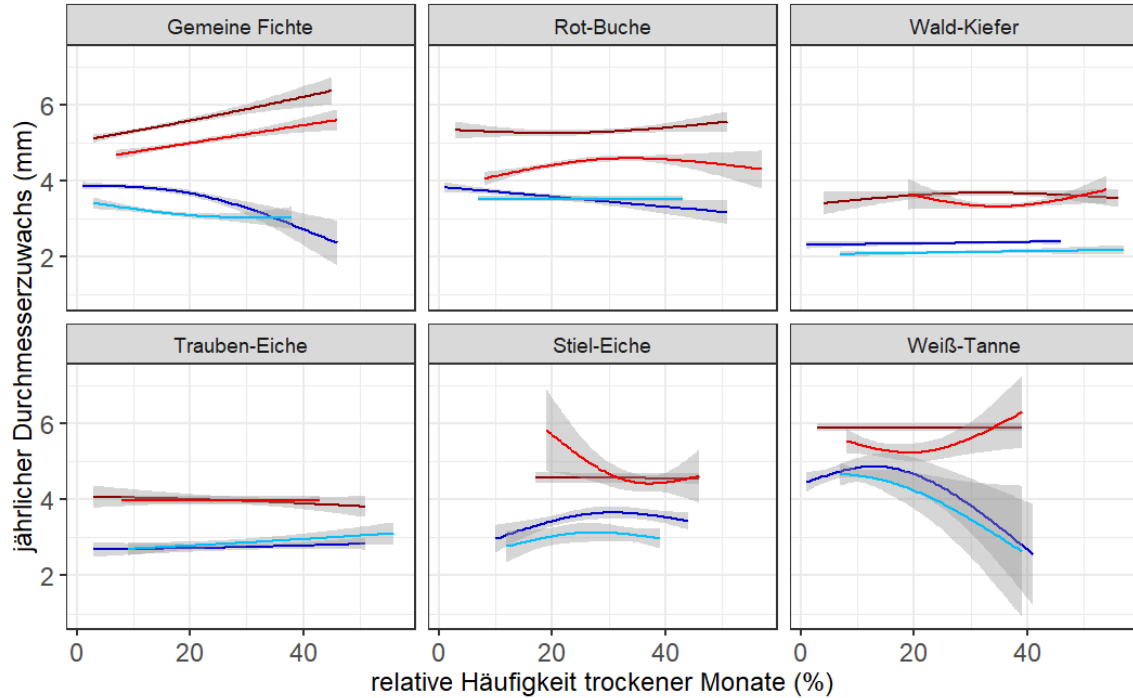 Gemeine Fichte Rot-Buche Wald-Kiefer
6
4
2
Trauben-Eiche Stiel-Eiche Weiß-Tanne
6
4
2
0 20 40 0 20 40 0 20 40
relative Häufigkeit trockener Monate (%)
jährlicher Durchmesserzuwachs (mm)